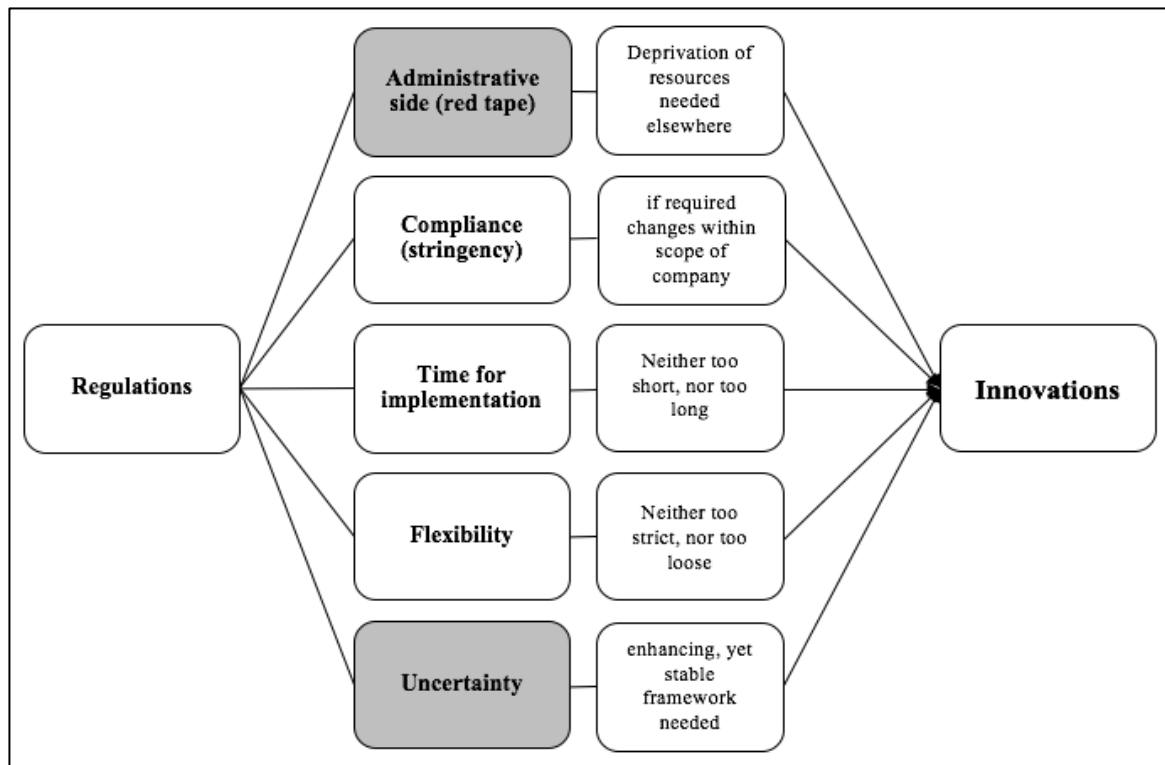 Regulations
Administrative
side (red tape)
Deprivation of
resources
needed
elsewhere
Compliance
(stringency)
if required
changes within
scope of
company
Time for
implementation
Neither too
short, nor too
long
Flexibility
Neither too
strict, nor too
loose
Uncertainty
enhancing, yet
stable
framework
needed
Innovations